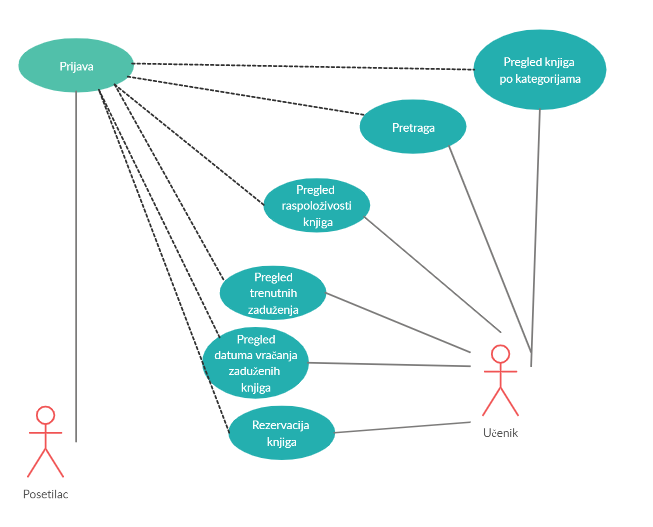 Prijava
Pregled knjiga
po kategorijama
Pretraga
Pregled
raspoloživosti
knjiga
Pregled
trenutnih
zaduženja
Pregled
datuma vračanja
zaduženih
knjiga
Rezervacija
knjiga
Učenik
Posetilac